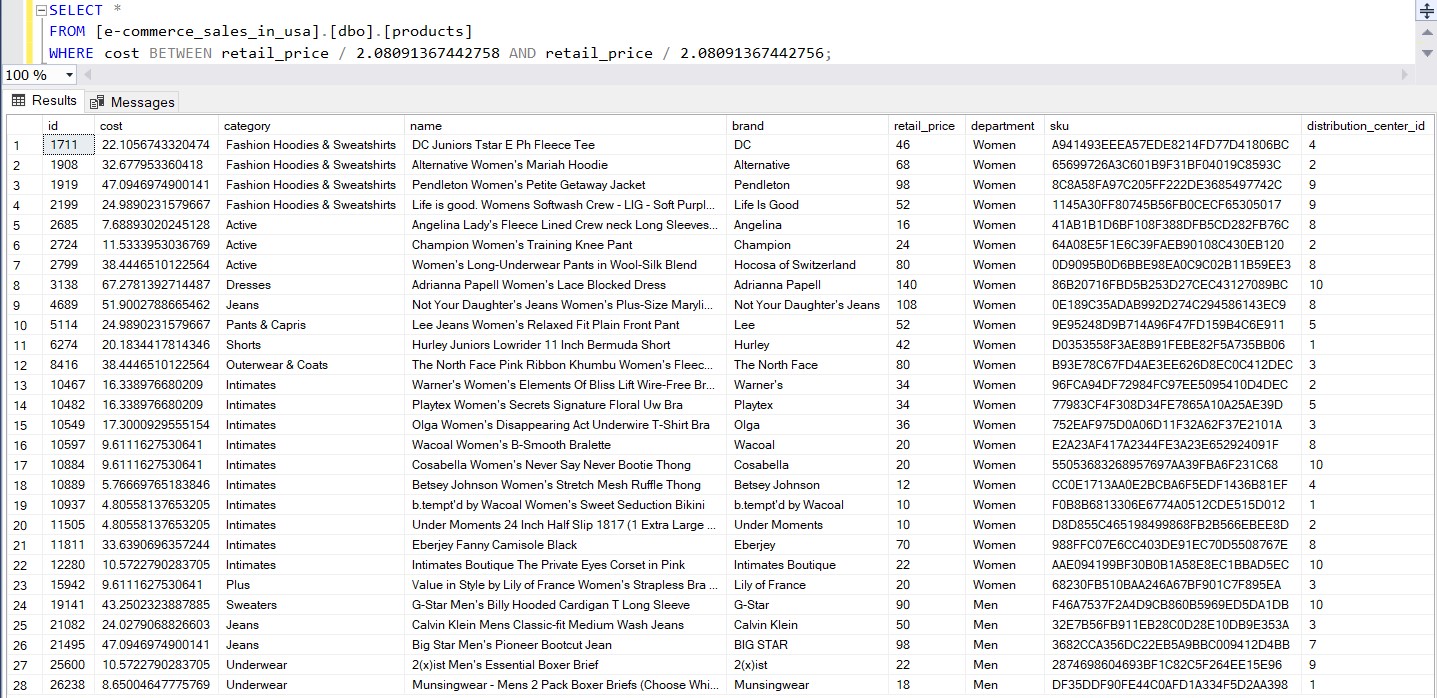 SELECT *
FROM [e-commerce_sales_in_usa].[dbo].[products]
WHERE cost BETWEEN retail_price / 2.08091367442758 AND retail_price / 2.08091367442756;
100 %
Results Messages
id cost category name brand retail_price department sku distribution_center_id
1 1711 22.1056743320474 Fashion Hoodies & Sweatshirts DC Juniors Tstar E Ph Fleece Tee DC 46 Women A941493EEEA57EDE8214FD77D41806BC 4
2 1908 32.677953360418 Fashion Hoodies & Sweatshirts Alternative Women's Mariah Hoodie Alternative 68 Women 65699726A3C601B9F31BF04019C8593C 2
3 1919 47.0946974900141 Fashion Hoodies & Sweatshirts Pendleton Women's Petite Getaway Jacket Pendleton 98 Women 8C8A58FA97C205FF222DE3685497742C 9
4 2199 24.9890231579667 Fashion Hoodies & Sweatshirts Life is good. Womens Softwash Crew - LIG - Soft Purpl... Life Is Good 52 Women 1145A30FF80745B56FB0CECF65305017 9
5 2685 7.68893020245128 Active Angelina Lady's Fleece Lined Crew neck Long Sleeves... Angelina 16 Women 41AB1B1D6BF108F388DFB5CD282FB76C 8
6 2724 11.5333953036769 Active Champion Women's Training Knee Pant Champion 24 Women 64A08E5F1E6C39FAEB90108C430EB120 2
7 2799 38.4446510122564 Active Women's Long-Underwear Pants in Wool-Silk Blend Hocosa of Switzerland 80 Women 0D9095B0D6BBE98EA0C9C02B11B59EE3 8
8 3138 67.2781392714487 Dresses Adrianna Papell Women's Lace Blocked Dress Adrianna Papell 140 Women 86B20716FBD5B253D27CEC43127089BC 10
9 4689 51.9002788665462 Jeans Not Your Daughter's Jeans Women's Plus-Size Maryli... Not Your Daughter's Jeans 108 Women 0E189C35ADAB992D274C294586143EC9 8
10 5114 24.9890231579667 Pants & Capris Lee Jeans Women's Relaxed Fit Plain Front Pant Lee 52 Women 9E95248D9B714A96F47FD159B4C6E911 5
11 6274 20.1834417814346 Shorts Hurley Juniors Lowrider 11 Inch Bermuda Short Hurley 42 Women D0353558F3AE8B91FEBE82F5A735BB06 1
12 8416 38.4446510122564 Outerwear & Coats The North Face Pink Ribbon Khumbu Women's Fleec... The North Face 80 Women B93E78C67FD4AE3EE626D8EC0C412DEC 3
13 10467 16.338976680209 Intimates Warner's Women's Elements Of Bliss Lift Wire-Free Br... Warner's 34 Women 96FCA94DF72984FC97EE5095410D4DEC 2
14 10482 16.338976680209 Intimates Playtex Women's Secrets Signature Floral Uw Bra Playtex 34 Women 77983CF4F308D34FE7865A10A25AE39D 5
15 10549 17.3000929555154 Intimates Olga Women's Disappearing Act Underwire T-Shirt Bra Olga 36 Women 752EAF975D0A06D11F32A62F37E2101A 3
16 10597 9.6111627530641 Intimates Wacoal Women's B-Smooth Bralette Wacoal 20 Women E2A23AF417A2344FE3A23E652924091F 8
17 10884 9.6111627530641 Intimates Cosabella Women's Never Say Never Bootie Thong Cosabella 20 Women 55053683268957697AA39FBA6F231C68 10
18 10889 5.76669765183846 Intimates Betsey Johnson Women's Stretch Mesh Ruffle Thong Betsey Johnson 12 Women CC0E1713AA0E2BCBA6F5EDF1436B81EF 4
19 10937 4.80558137653205 Intimates b.tempt'd by Wacoal Women's Sweet Seduction Bikini b.tempt'd by Wacoal 10 Women F0B8B6813306E6774A0512CDE515D012 1
20 11505 4.80558137653205 Intimates Under Moments 24 Inch Half Slip 1817 (1 Extra Large ... Under Moments 10 Women D8D855C465198499868FB2B566EBEE8D 2
21 11811 33.6390696357244 Intimates Eberjey Fanny Camisole Black Eberjey 70 Women 988FFC07E6CC403DE91EC70D5508767E 8
22 12280 10.5722790283705 Intimates Intimates Boutique The Private Eyes Corset in Pink Intimates Boutique 22 Women AAE094199BF30B0B1A58E8EC1BBAD5EC 10
23 15942 9.6111627530641 Plus Value in Style by Lily of France Women's Strapless Bra ... Lily of France 20 Women 68230FB510BAA246A67BF901C7F895EA 3
24 19141 43.2502323887885 Sweaters G-Star Men's Billy Hooded Cardigan T Long Sleeve G-Star 90 Men F46A7537F2A4D9CB860B5969ED5DA1DB 10
25 21082 24.0279068826603 Jeans Calvin Klein Mens Classic-fit Medium Wash Jeans Calvin Klein 50 Men 32E7B56FB911EB28C0D28E10DB9E353A 3
26 21495 47.0946974900141 Jeans Big Star Men's Pioneer Bootcut Jean BIG STAR 98 Men 3682CCA356DC22EB5A9BBC009412D4BB 7
27 25600 10.5722790283705 Underwear 2(x)ist Men's Essential Boxer Brief 2(x)ist 22 Men 2874698604693BF1C82C5F264EE15E96 9
28 26238 8.65004647775769 Underwear Munsingwear - Mens 2 Pack Boxer Briefs (Choose Whi... Munsingwear 18 Men DF35DDF90FE44C0AFD1A334F5D2AA398 1